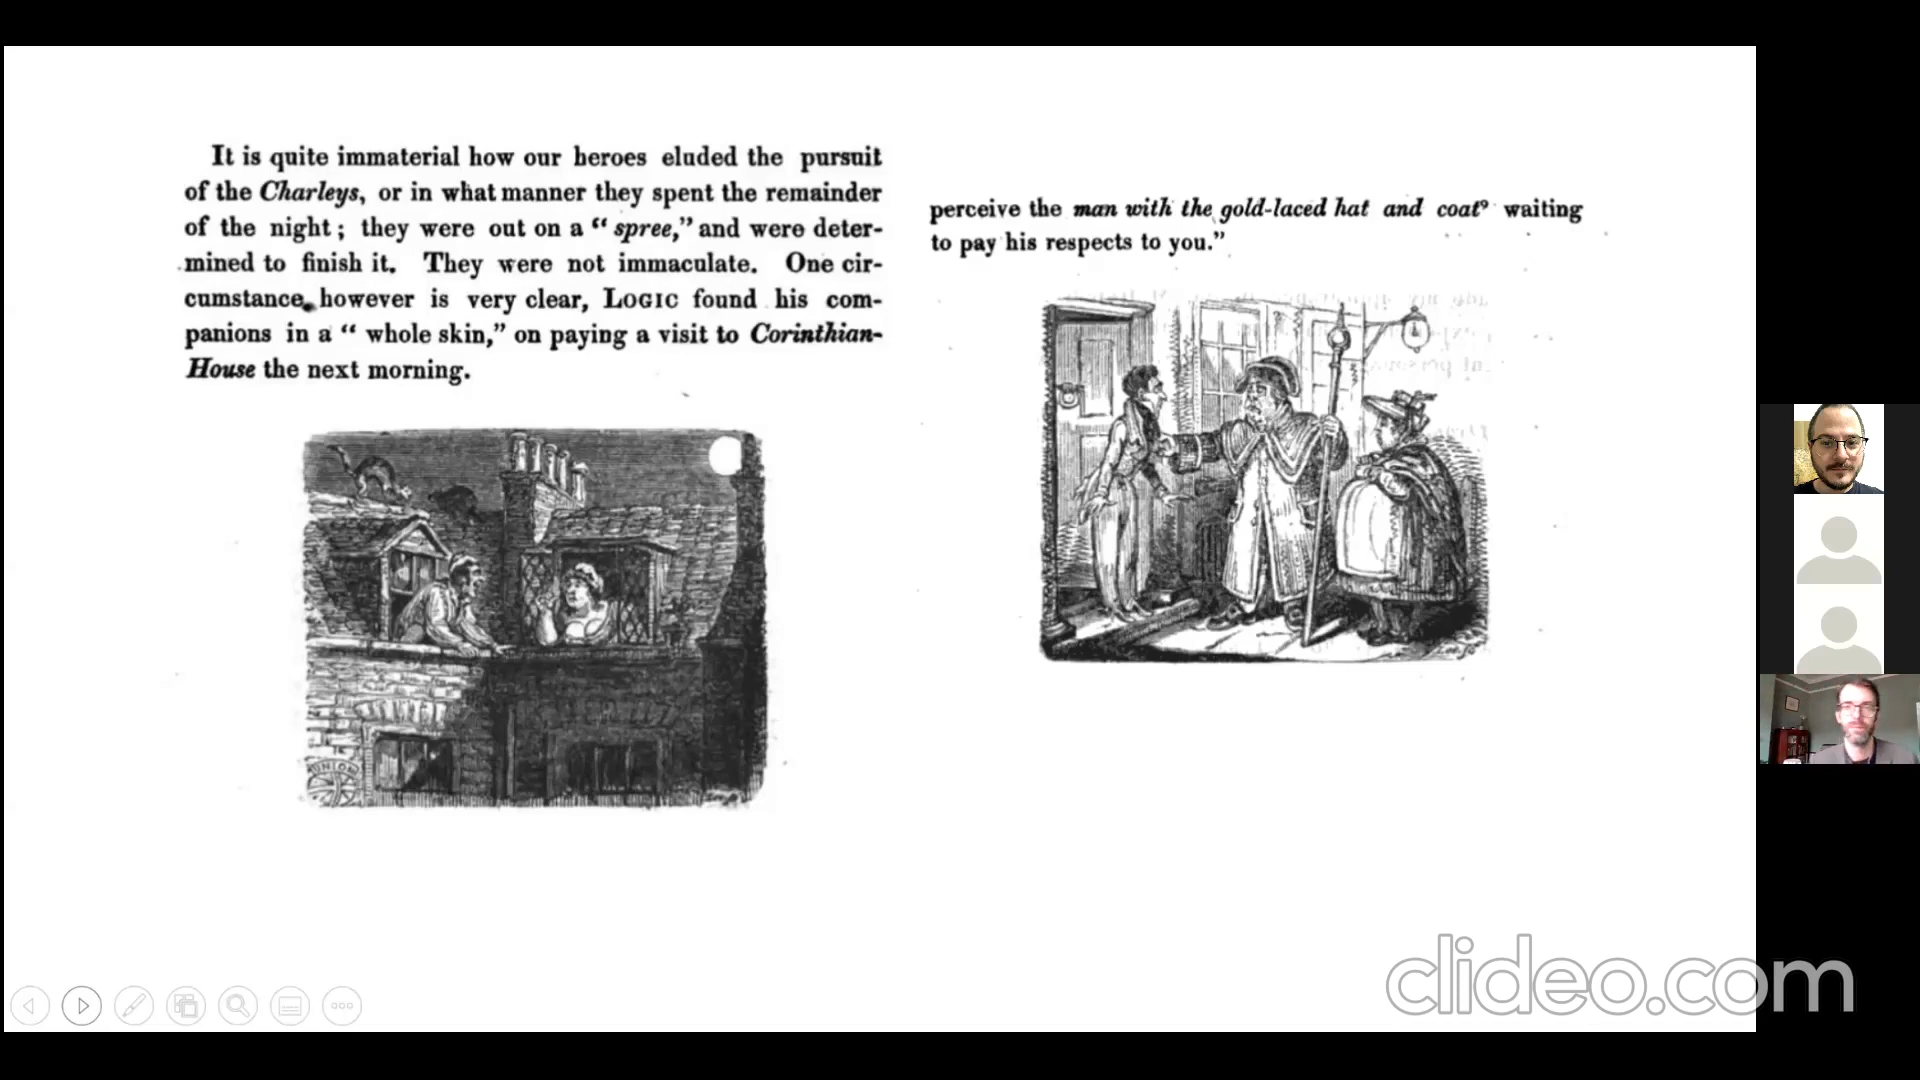 It is quite immaterial how our heroes eluded the pursuit
of the Charleys, or in what manner they spent the remainder
of the night; they were out on a “spree,” and were deter-
mined to finish it. They were not immaculate. One cir-
cumstance, however is very clear, LOGIC found his com-
panions in a “whole skin,” on paying a visit to Corinthian-
House the next morning.
UNION
perceive the man with the gold-laced hat and coat waiting
to pay his respects to you.”
clideo.com